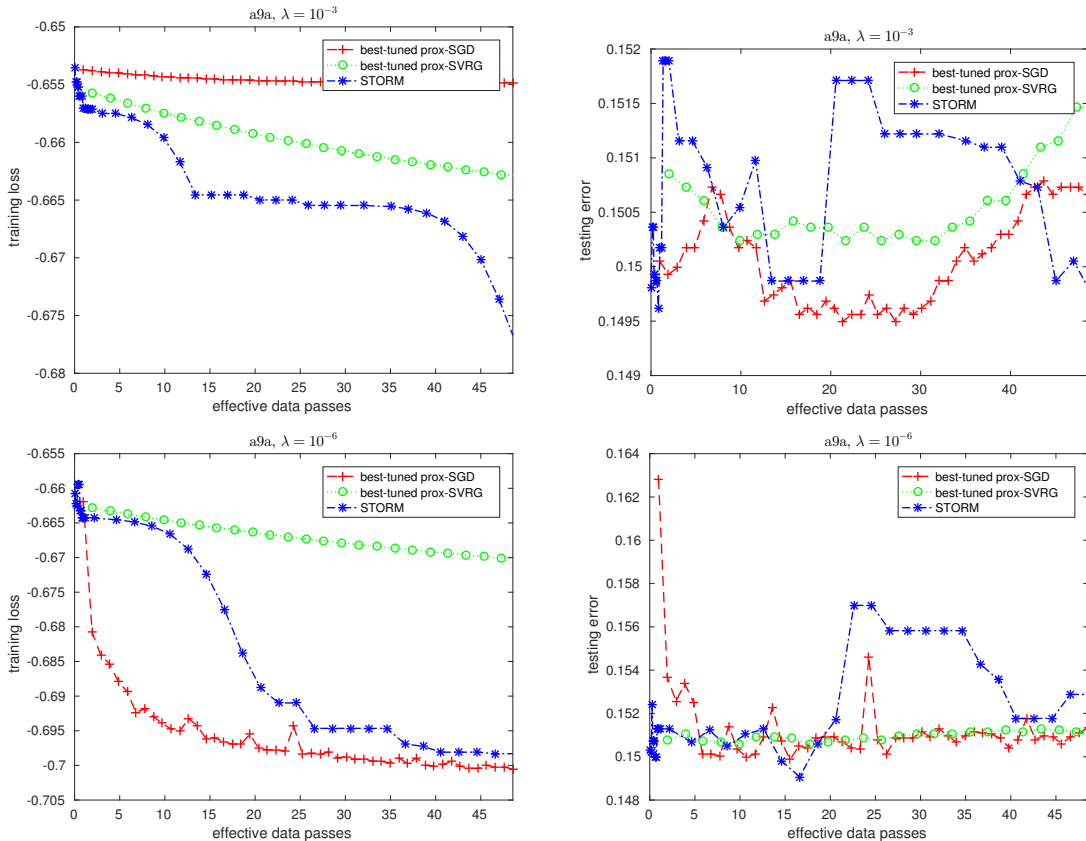 a9a, λ = 10⁻³
-0.65
-0.655
-0.66
-0.665
-0.67
-0.675
-0.68
training loss
best-tuned prox-SGD
best-tuned prox-SVRG
STORM
0 5 10 15 20 25 30 35 40 45
effective data passes
a9a, λ = 10⁻³
0.152
0.1515
0.151
0.1505
0.15
0.1495
0.149
testing error
best-tuned prox-SGD
best-tuned prox-SVRG
STORM
0 10 20 30 40
effective data passes
a9a, λ = 10⁻⁶
-0.655
-0.66
-0.665
-0.67
-0.675
-0.68
-0.685
-0.69
-0.695
-0.7
-0.705
training loss
best-tuned prox-SGD
best-tuned prox-SVRG
STORM
0 5 10 15 20 25 30 35 40 45
effective data passes
a9a, λ = 10⁻⁶
0.164
0.162
0.16
0.158
0.156
0.154
0.152
0.15
0.148
testing error
best-tuned prox-SGD
best-tuned prox-SVRG
STORM
0 5 10 15 20 25 30 35 40 45
effective data passes